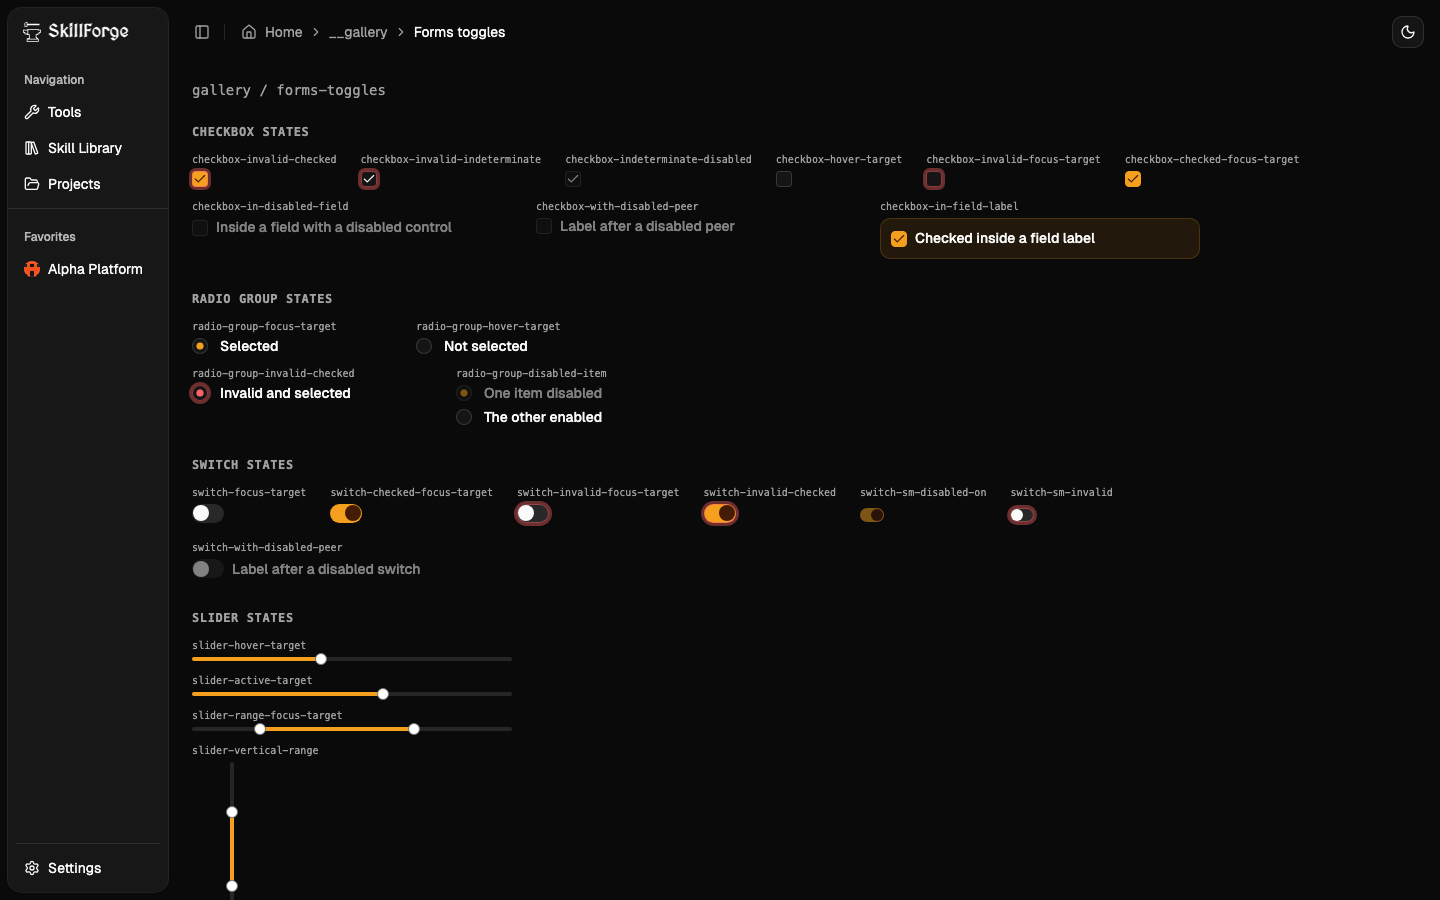 SkillForge
Home > __gallery > Forms toggles
Navigation
Tools
Skill Library
Projects
Favorites
Alpha Platform
Settings
gallery / forms-toggles
CHECKBOX STATES
checkbox-invalid-checked checkbox-invalid-indeterminate checkbox-indeterminate-disabled checkbox-hover-target checkbox-invalid-focus-target checkbox-checked-focus-target
checkbox-in-disabled-field checkbox-with-disabled-peer checkbox-in-field-label
Inside a field with a disabled control Label after a disabled peer Checked inside a field label
RADIO GROUP STATES
radio-group-focus-target radio-group-hover-target
Selected Not selected
radio-group-invalid-checked radio-group-disabled-item
Invalid and selected One item disabled
The other enabled
SWITCH STATES
switch-focus-target switch-checked-focus-target switch-invalid-focus-target switch-invalid-checked switch-sm-disabled-on switch-sm-invalid
switch-with-disabled-peer
Label after a disabled switch
SLIDER STATES
slider-hover-target
slider-active-target
slider-range-focus-target
slider-vertical-range